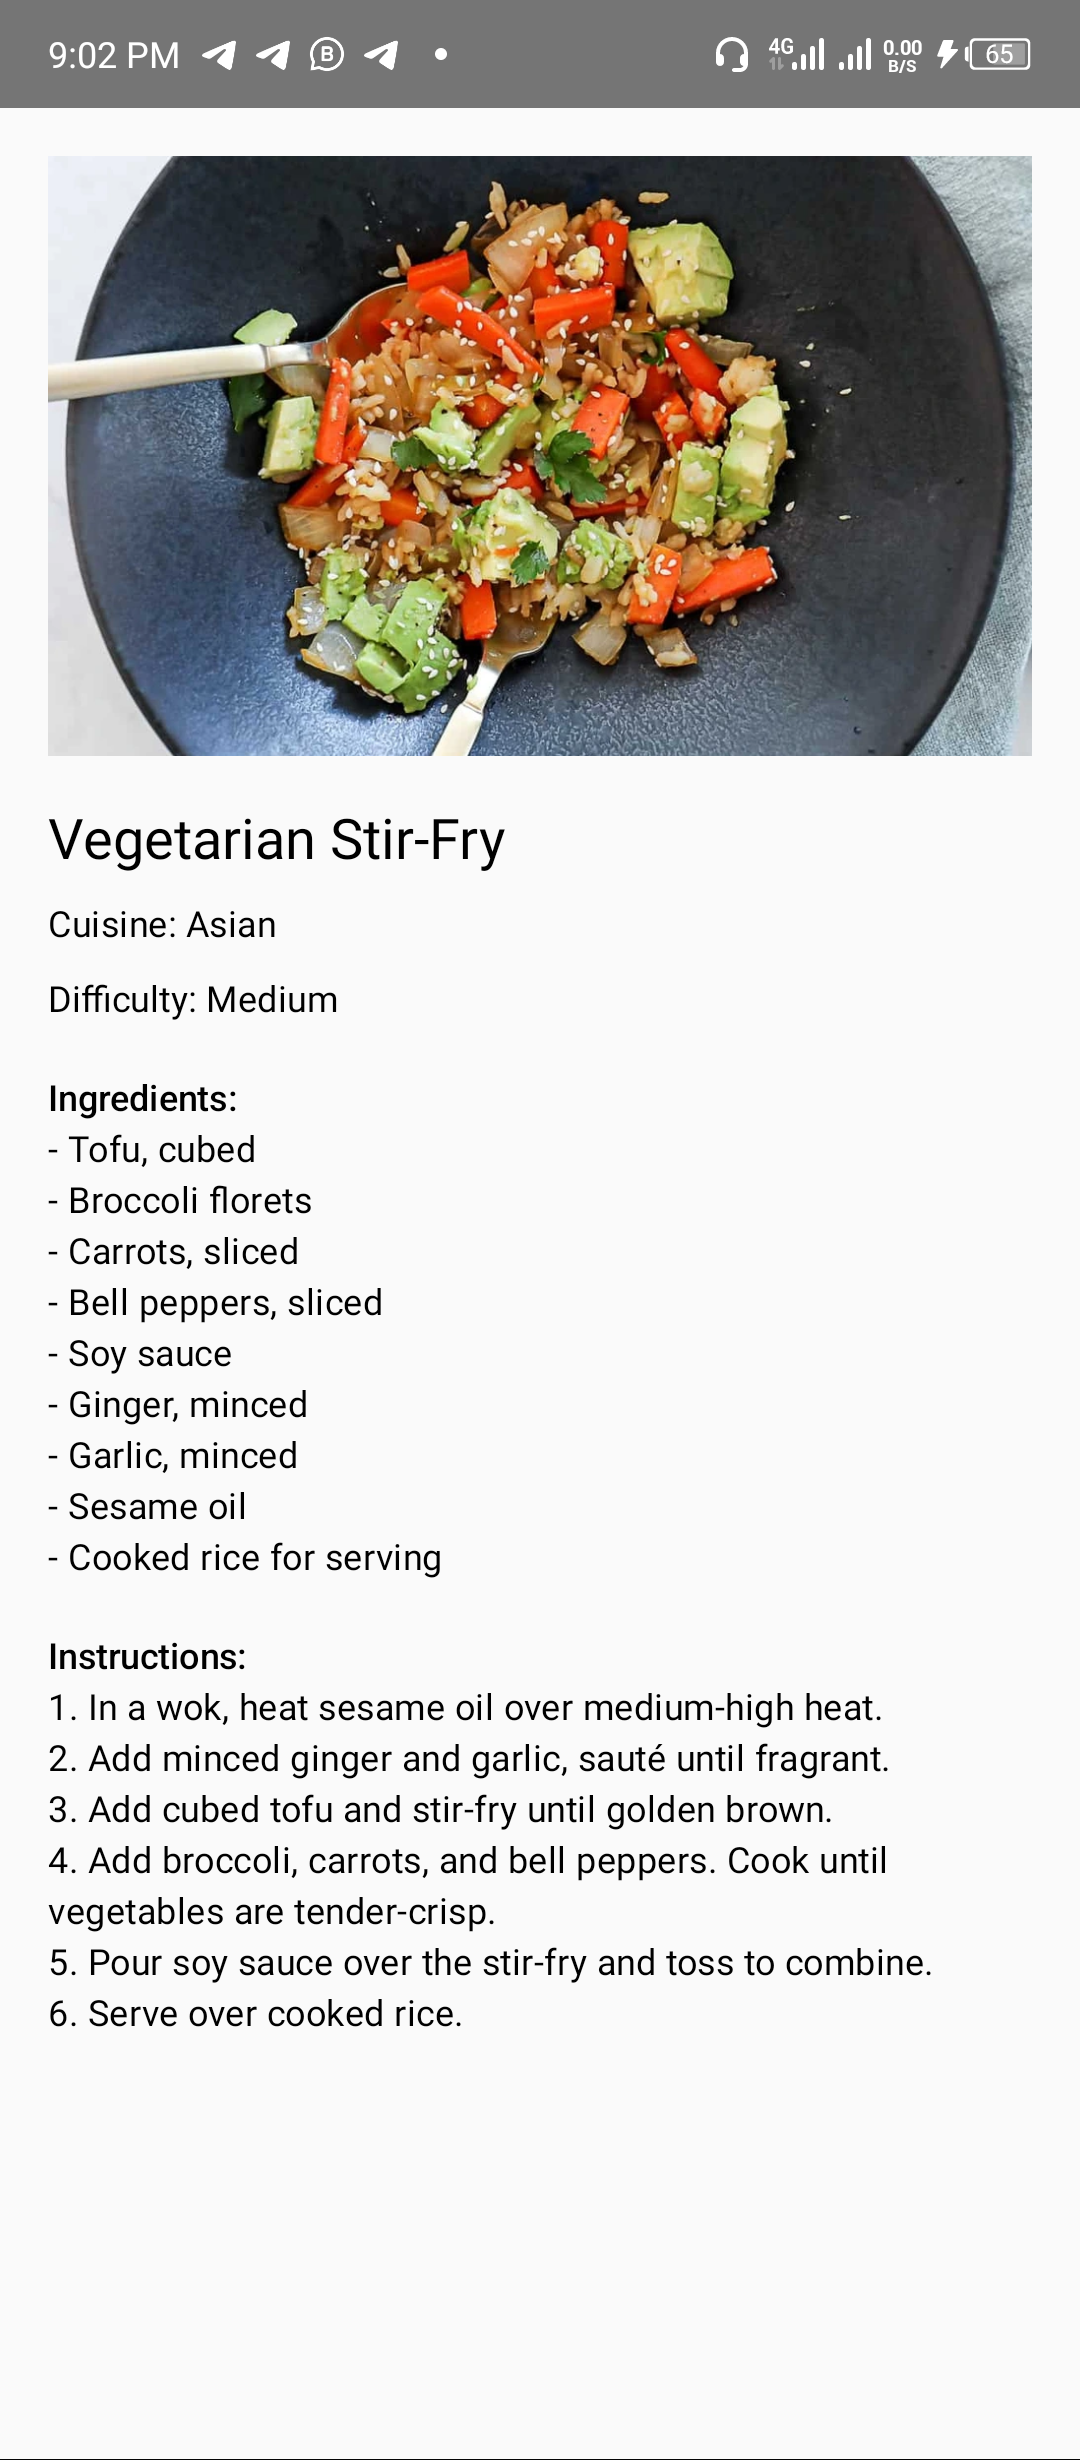 9:02 PM
B
4G
0.00
B/S
65
Vegetarian Stir-Fry
Cuisine: Asian
Difficulty: Medium
Ingredients:
- Tofu, cubed
- Broccoli florets
- Carrots, sliced
- Bell peppers, sliced
- Soy sauce
- Ginger, minced
- Garlic, minced
- Sesame oil
- Cooked rice for serving
Instructions:
1. In a wok, heat sesame oil over medium-high heat.
2. Add minced ginger and garlic, sauté until fragrant.
3. Add cubed tofu and stir-fry until golden brown.
4. Add broccoli, carrots, and bell peppers. Cook until
vegetables are tender-crisp.
5. Pour soy sauce over the stir-fry and toss to combine.
6. Serve over cooked rice.